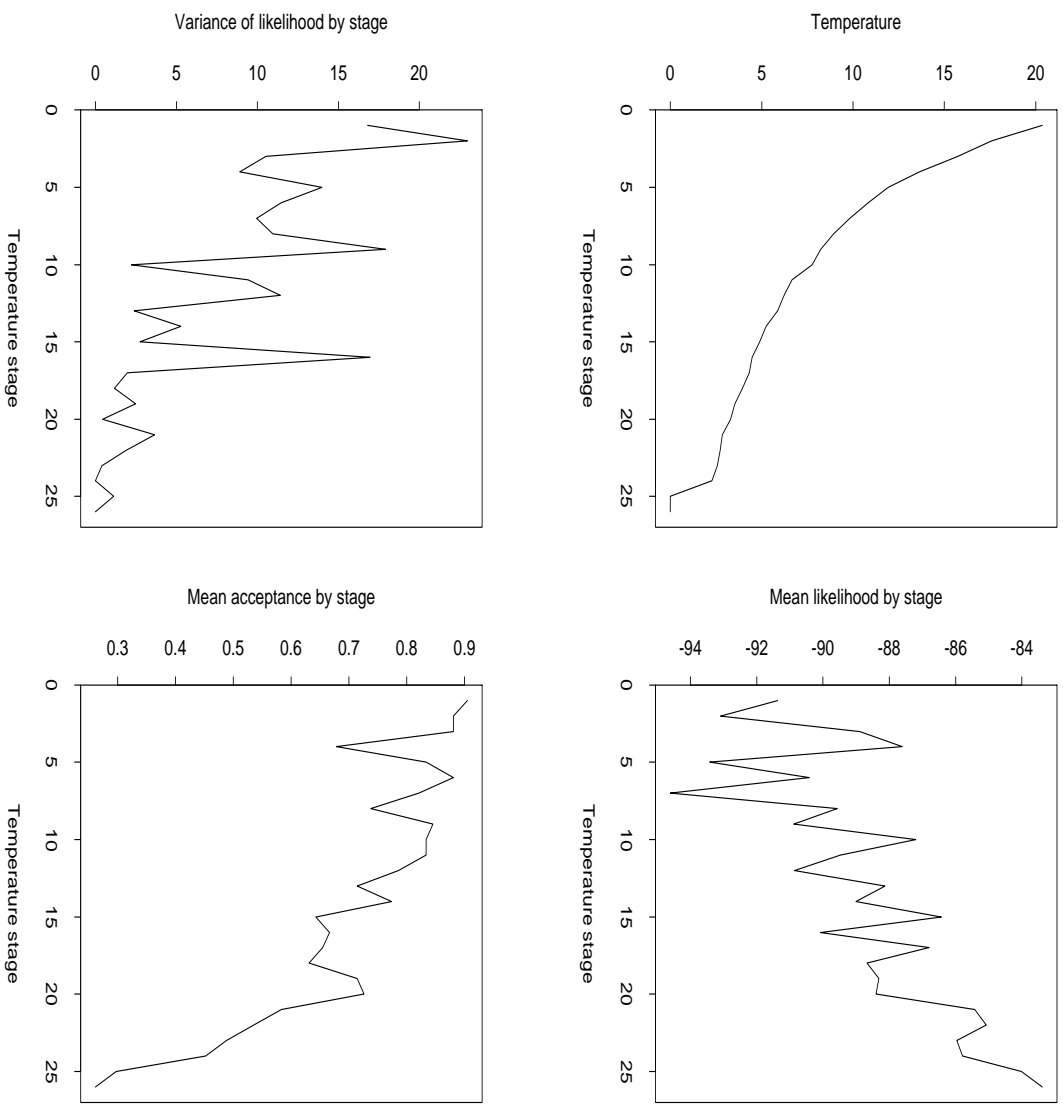 Variance of likelihood by stage
0 5 10 15 20
0 5 10 15 20 25
Temperature stage
Temperature
0 5 10 15 20
0 5 10 15 20 25
Temperature stage
Mean acceptance by stage
0.3 0.4 0.5 0.6 0.7 0.8 0.9
0 5 10 15 20 25
Temperature stage
Mean likelihood by stage
-94 -92 -90 -88 -86 -84
0 5 10 15 20 25
Temperature stage